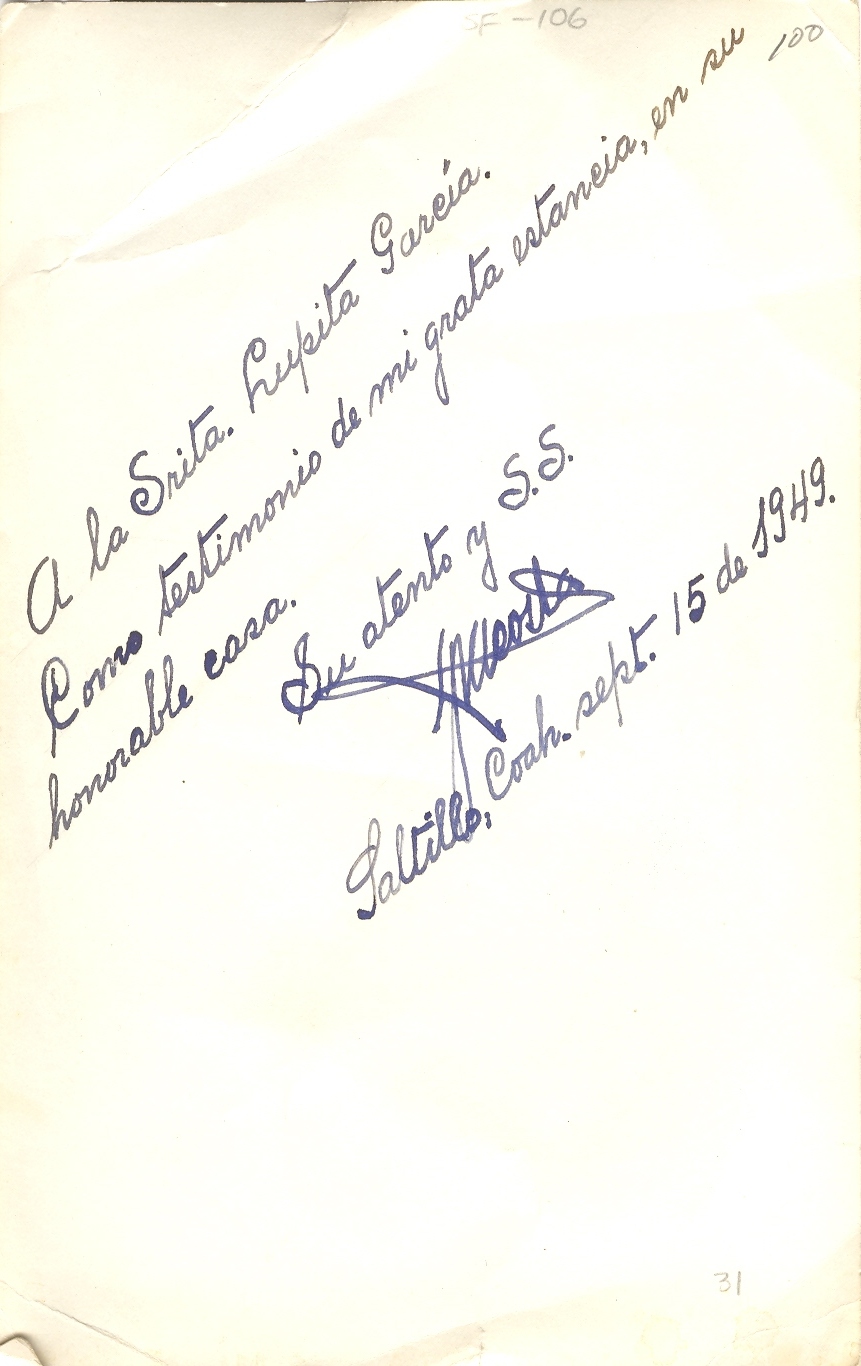 SF-106
100
A la Srita. Lupita García.
Como testimonio de mi grata estancia, en su
honorable casa.
Su atento y S.S.
Saltillo, Coah. sept. 15 de 1949.
31